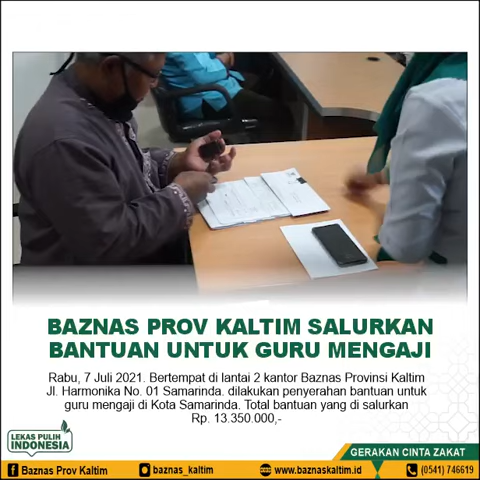 BAZNAS PROV KALTIM SALURKAN
BANTUAN UNTUK GURU MENGAJI
Rabu, 7 Juli 2021. Bertempat di lantai 2 kantor Baznas Provinsi Kaltim
Jl. Harmonika No. 01 Samarinda. dilakukan penyerahan bantuan untuk
guru mengaji di Kota Samarinda. Total bantuan yang di salurkan
Rp. 13.350.000,-
LEKAS PULIH
INDONESIA
GERAKAN CINTA ZAKAT
Baznas Prov Kaltim
baznas_kaltim
www.baznaskaltim.id
(0541) 746619